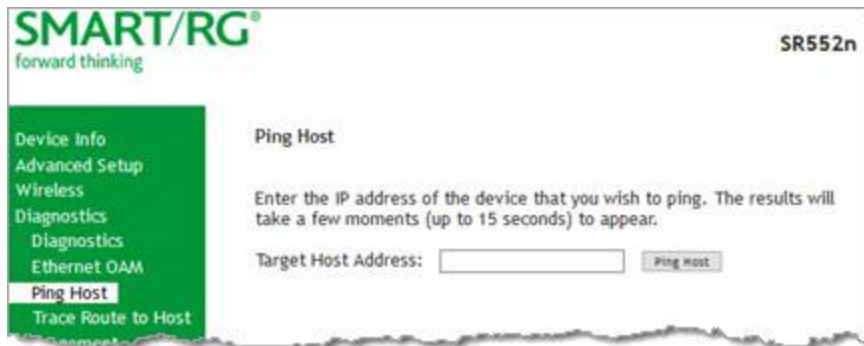 SMART/RG®
forward thinking
SR552n
Device Info
Advanced Setup
Wireless
Diagnostics
Diagnostics
Ethernet OAM
Ping Host
Trace Route to Host
Ping Host
Enter the IP address of the device that you wish to ping. The results will
take a few moments (up to 15 seconds) to appear.
Target Host Address:
Ping Host